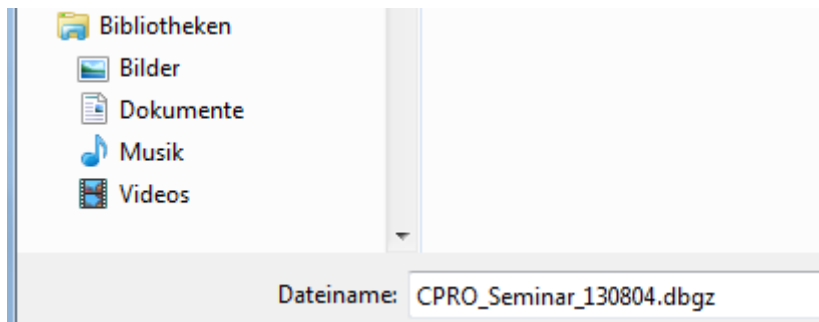 Bibliotheken
Bilder
Dokumente
Musik
Videos
Dateiname: CPRO_Seminar_130804.dbgz